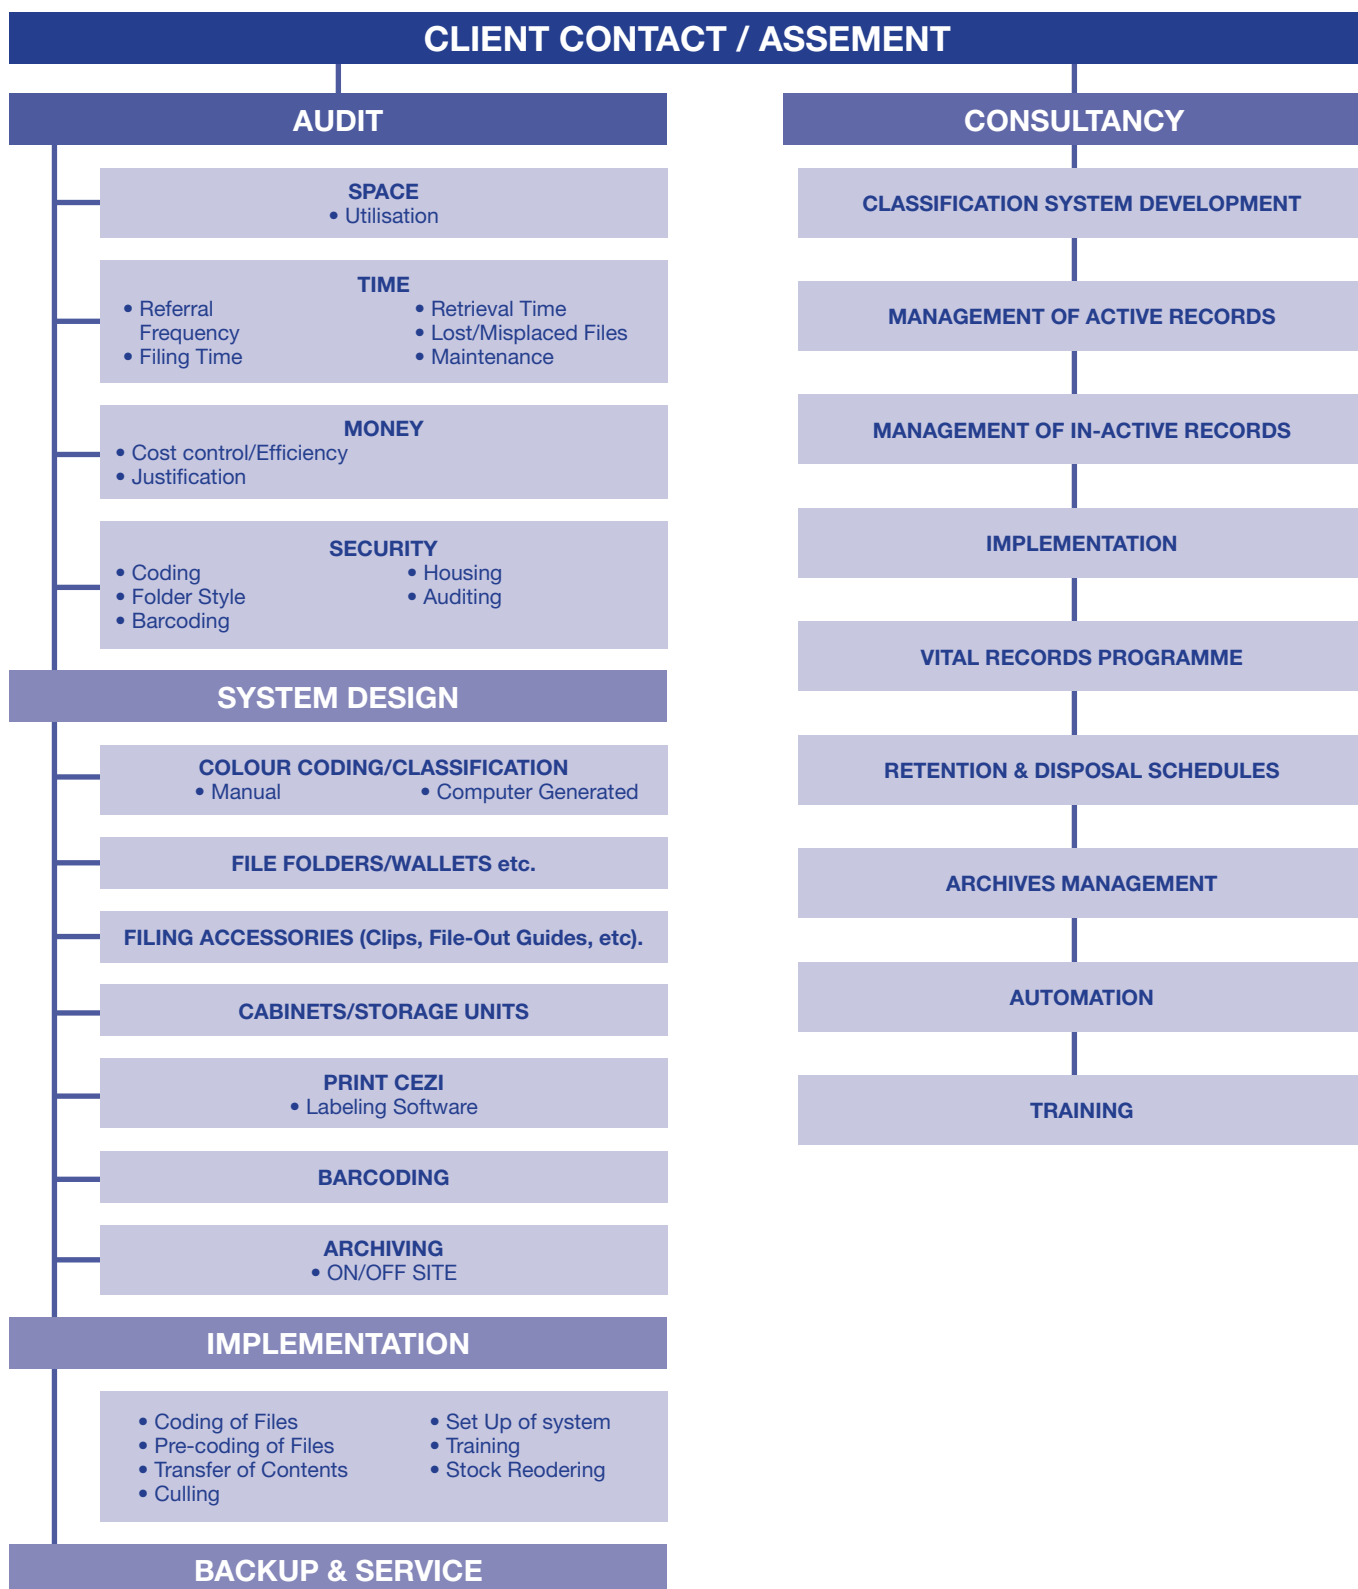 CLIENT CONTACT / ASSEMENT
AUDIT
SPACE
• Utilisation
TIME
• Referral
Frequency
• Filing Time
• Retrieval Time
• Lost/Misplaced Files
• Maintenance
MONEY
• Cost control/Efficiency
• Justification
SECURITY
• Coding
• Folder Style
• Barcoding
• Housing
• Auditing
SYSTEM DESIGN
COLOUR CODING/CLASSIFICATION
• Manual
• Computer Generated
FILE FOLDERS/WALLETS etc.
FILING ACCESSORIES (Clips, File-Out Guides, etc).
CABINETS/STORAGE UNITS
PRINT CEZI
• Labeling Software
BARCODING
ARCHIVING
• ON/OFF SITE
IMPLEMENTATION
• Coding of Files
• Pre-coding of Files
• Transfer of Contents
• Culling
• Set Up of system
• Training
• Stock Reodering
BACKUP & SERVICE
CONSULTANCY
CLASSIFICATION SYSTEM DEVELOPMENT
MANAGEMENT OF ACTIVE RECORDS
MANAGEMENT OF IN-ACTIVE RECORDS
IMPLEMENTATION
VITAL RECORDS PROGRAMME
RETENTION & DISPOSAL SCHEDULES
ARCHIVES MANAGEMENT
AUTOMATION
TRAINING